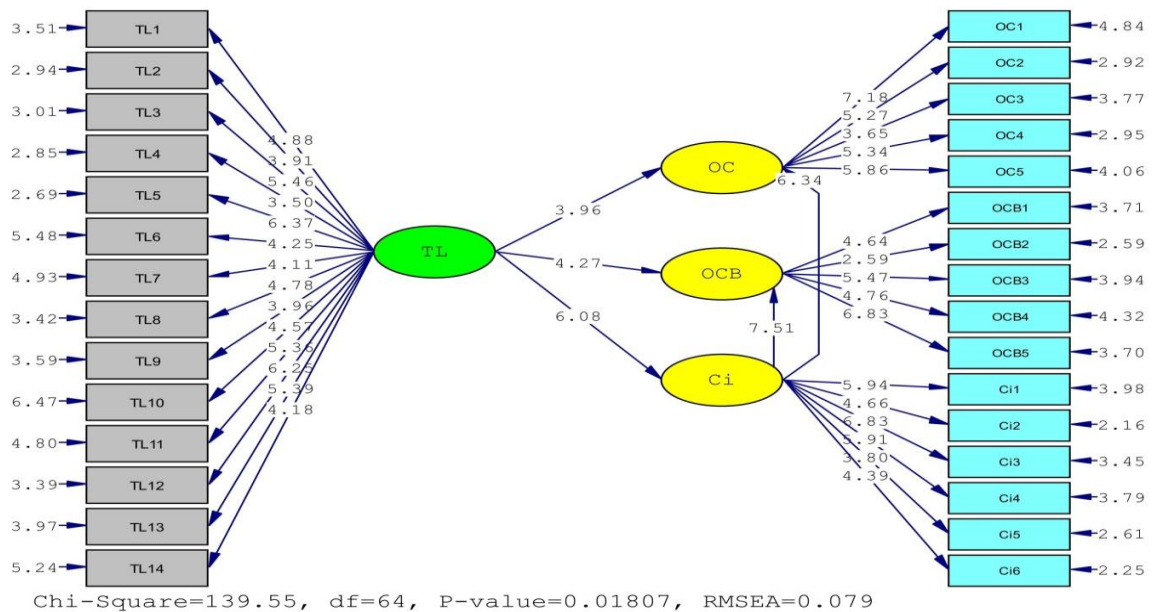 3.51 TL1
2.94 TL2
3.01 TL3
2.85 TL4
2.69 TL5
5.48 TL6
4.93 TL7
3.42 TL8
3.59 TL9
6.47 TL10
4.80 TL11
3.39 TL12
3.97 TL13
5.24 TL14
4.88
3.91
5.46
3.50
6.37
4.25
4.11
4.78
3.96
4.57
5.36
6.25
5.39
4.18
TL
3.96
4.27
6.08
OC
OCB
Ci
6.34
7.51
7.18
5.27
3.65
5.34
5.86
4.64
2.59
5.47
4.76
6.83
5.94
4.66
6.83
5.91
3.80
4.39
OC1 4.84
OC2 2.92
OC3 3.77
OC4 2.95
OC5 4.06
OCB1 3.71
OCB2 2.59
OCB3 3.94
OCB4 4.32
OCB5 3.70
Ci1 3.98
Ci2 2.16
Ci3 3.45
Ci4 3.79
Ci5 2.61
Ci6 2.25
Chi-Square=139.55, df=64, P-value=0.01807, RMSEA=0.079